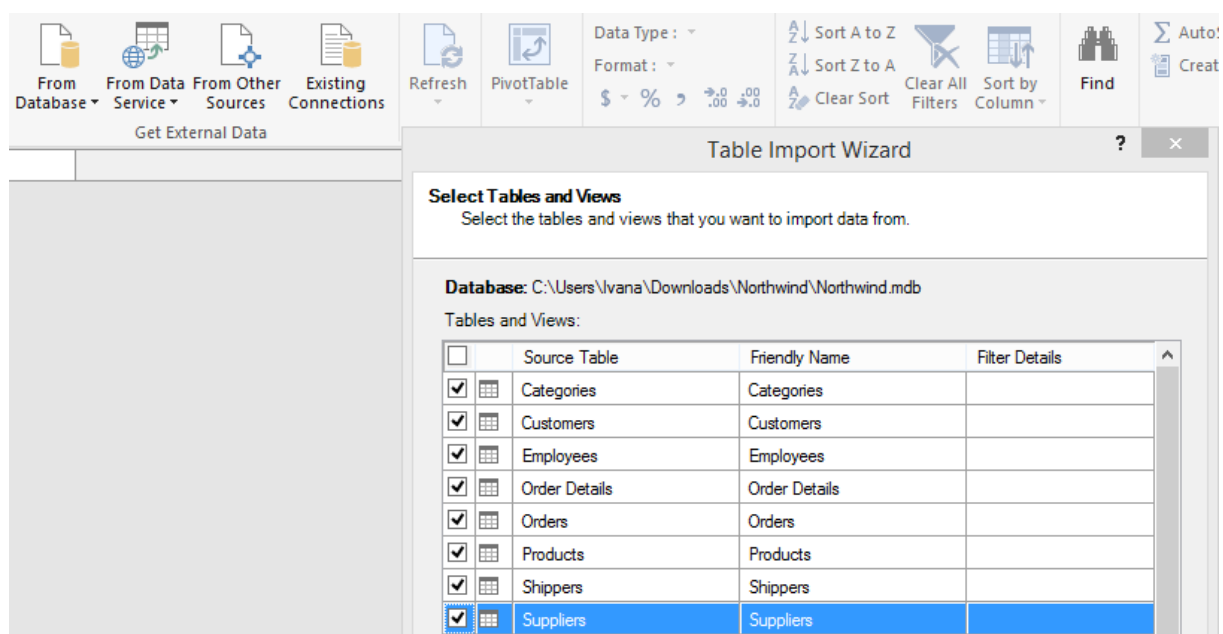 Data Type :
Sort A to Z
AutoS
Format :
Sort Z to A
Creat
From Database
From Data Service
From Other Sources
Existing Connections
Refresh
PivotTable
$ % , .00 .00
Clear Sort
Clear All Filters
Sort by Column
Find
Get External Data
Table Import Wizard
?
Select Tables and Views
Select the tables and views that you want to import data from.
Database: C:\Users\Ivana\Downloads\Northwind\Northwind.mdb
Tables and Views:
Source Table Friendly Name Filter Details
Categories Categories
Customers Customers
Employees Employees
Order Details Order Details
Orders Orders
Products Products
Shippers Shippers
Suppliers Suppliers